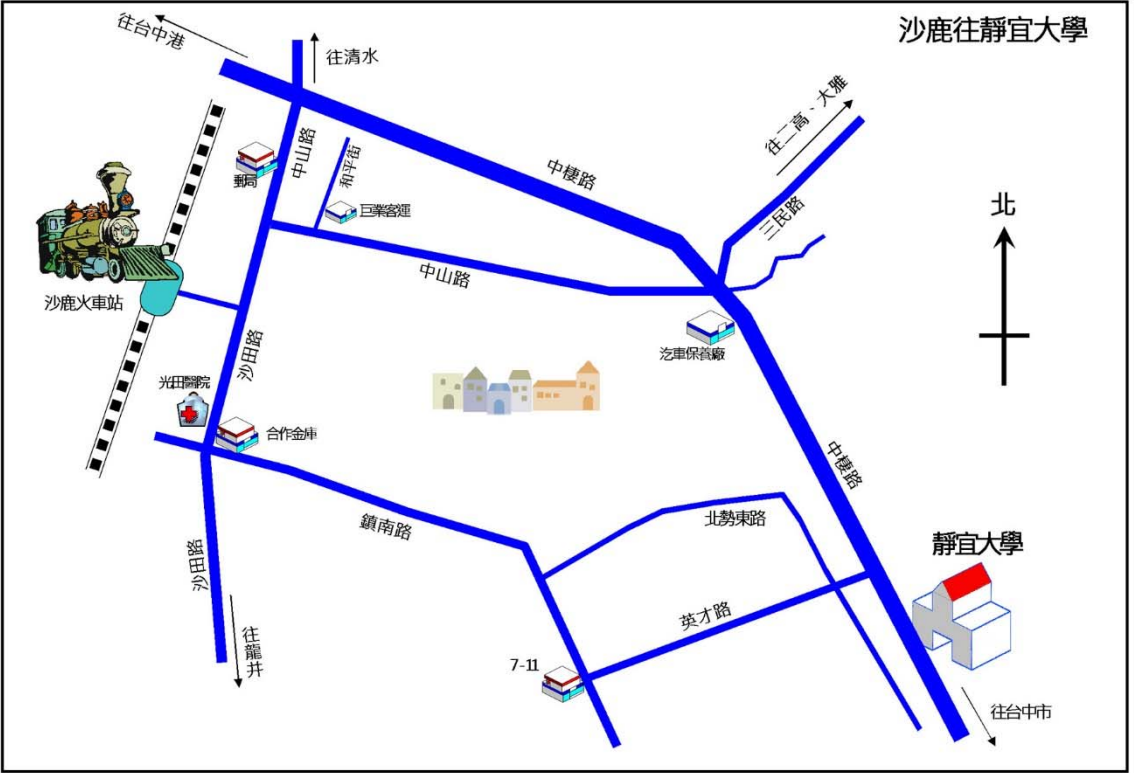 沙鹿往靜宜大學
往台中港
往清水
往二高、大雅
中山路
和平街
郵局
巨業客運
中棲路
三民路
北
中山路
沙鹿火車站
沙田路
汽車保養廠
光田醫院
合作金庫
中棲路
鎮南路
北勢東路
靜宜大學
沙田路
英才路
往龍井
7-11
往台中市